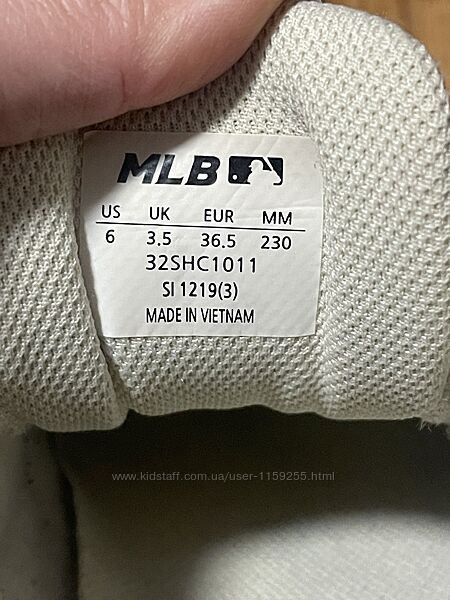 MLB
US UK EUR MM
6 3.5 36.5 230
32SHC1011
SI 1219(3)
MADE IN VIETNAM
www.kidstaff.com.ua/user-1159255.html